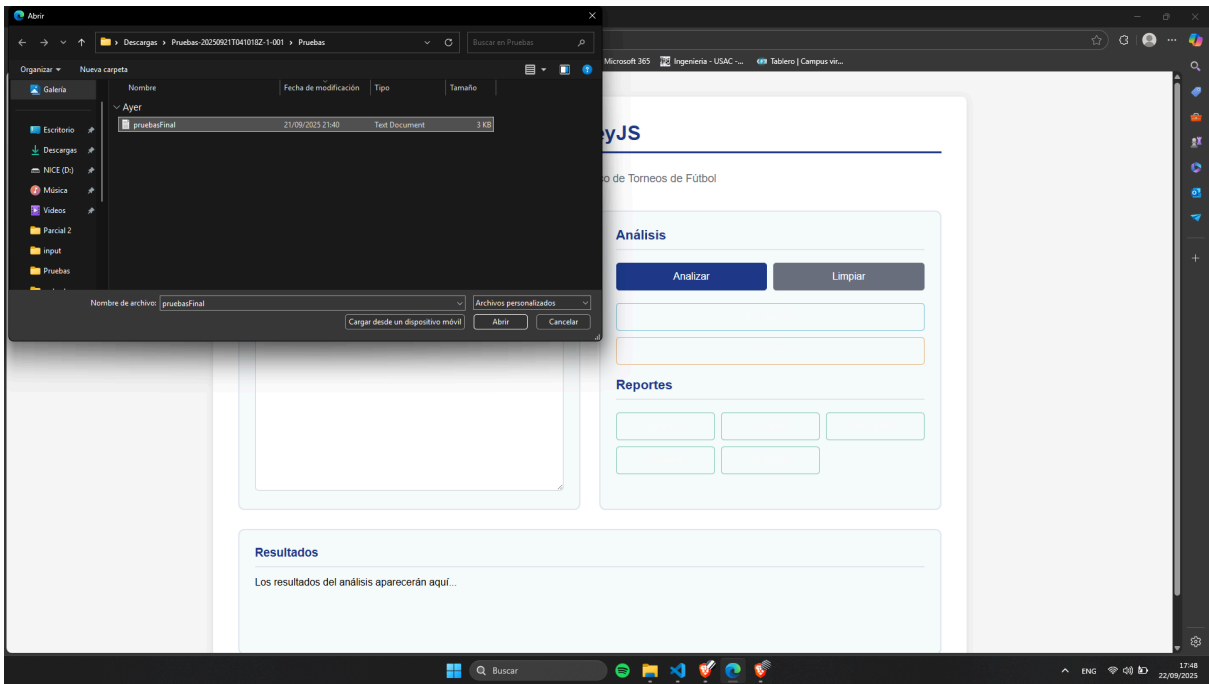 Abrir
Descargas > Pruebas-20250921T041018Z-1-001 > Pruebas
Buscar en Pruebas
Organizar
Nueva carpeta
Galería
Escritorio
Descargas
NICE (D:)
Música
Videos
Parcial 2
input
Pruebas
Nombre
Fecha de modificación
Tipo
Tamaño
Ayer
pruebasFinal
21/09/2025 21:40
Text Document
3 KB
Nombre de archivo:
pruebasFinal
Archivos personalizados
Cargar desde un dispositivo móvil
Abrir
Cancelar
Microsoft 365
Ingenieria - USAC -...
Tablero | Campus vir...
yJS
o de Torneos de Fútbol
Análisis
Analizar
Limpiar
Reportes
Resultados
Los resultados del análisis aparecerán aquí...
Buscar
ENG
17:48
22/09/2025